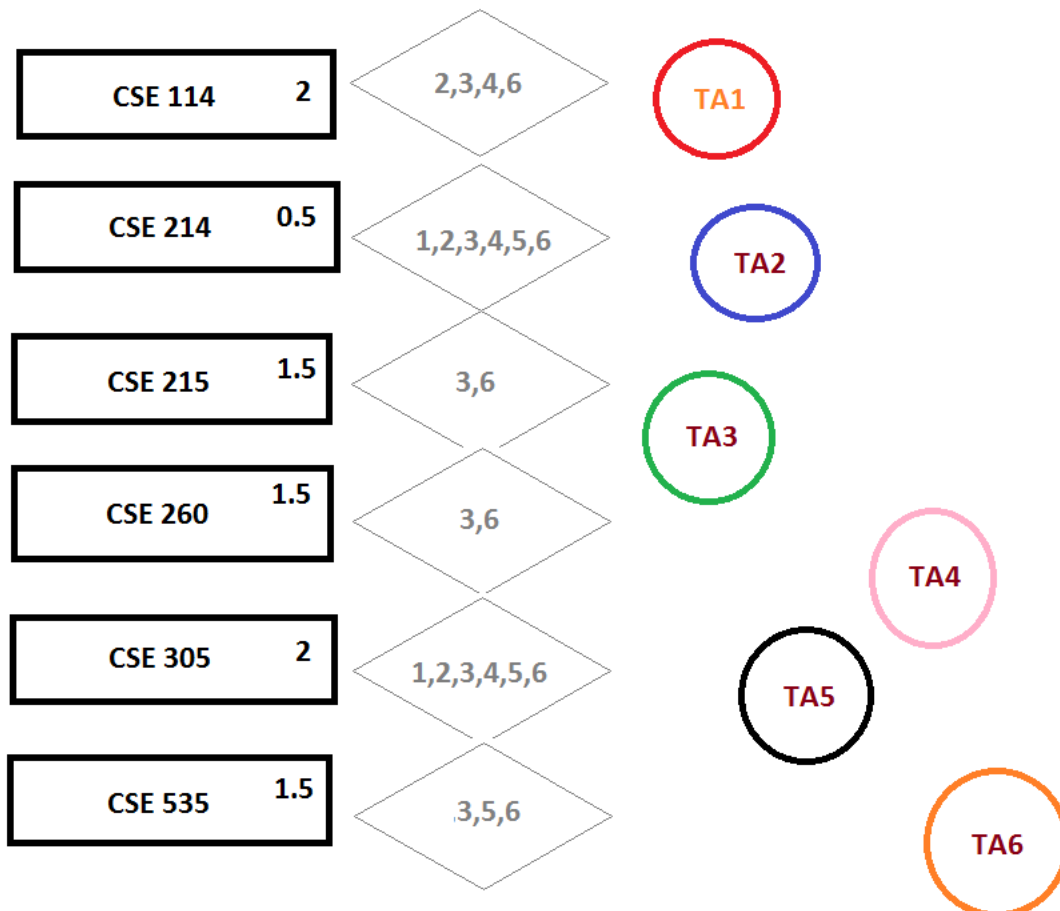 CSE 114 2
2,3,4,6
TA1
CSE 214 0.5
1,2,3,4,5,6
TA2
CSE 215 1.5
3,6
TA3
CSE 260 1.5
3,6
TA4
CSE 305 2
1,2,3,4,5,6
TA5
CSE 535 1.5
,3,5,6
TA6